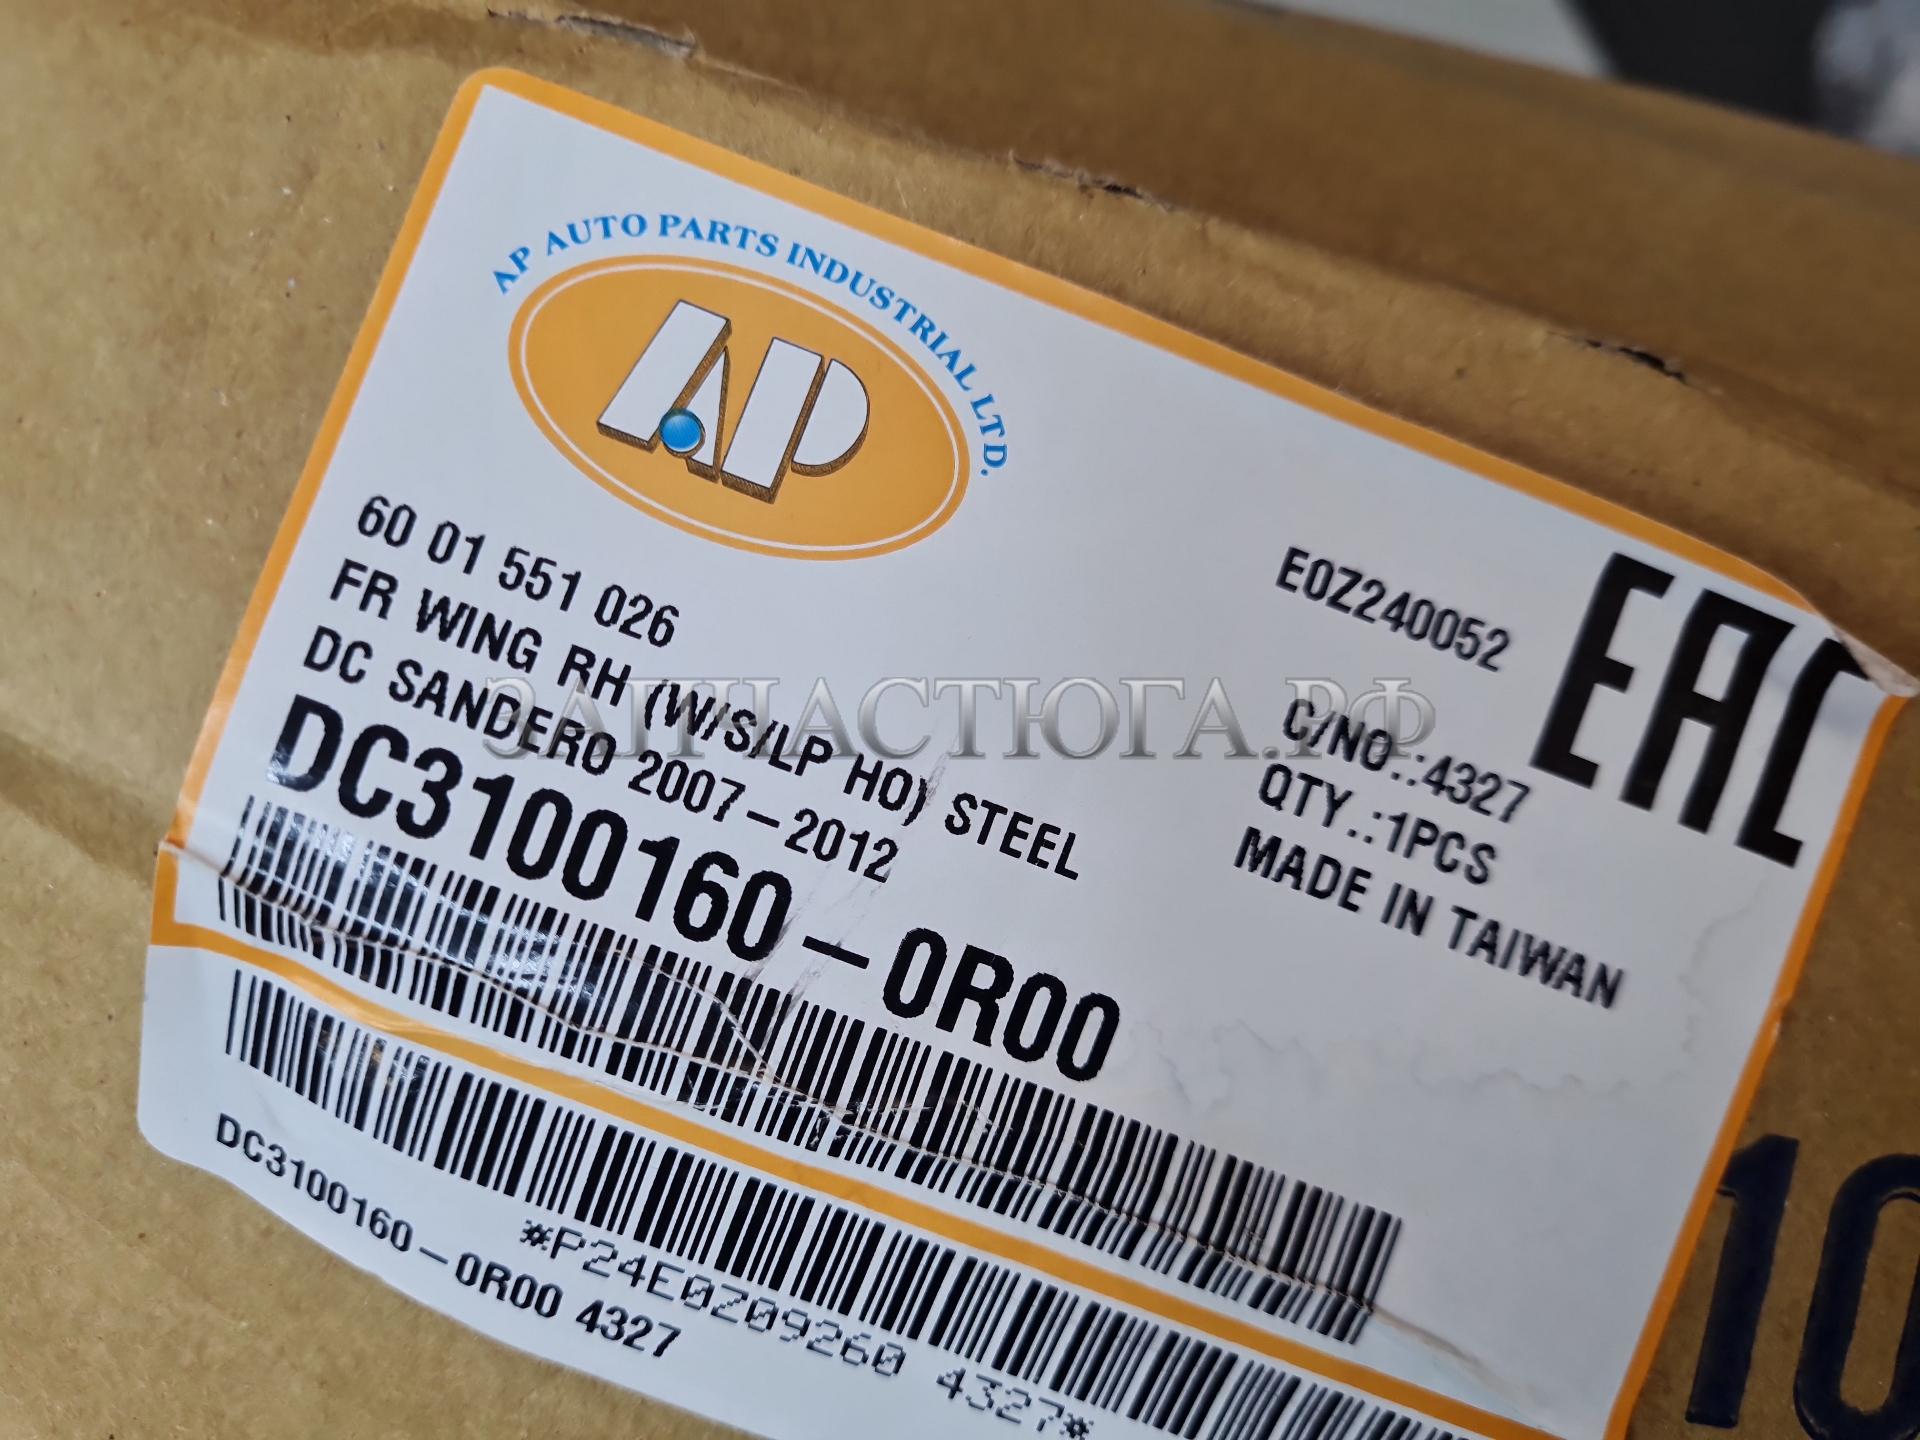 AP AUTO PARTS INDUSTRIAL LTD.
AP
60 01 551 026
FR WING RH (W/S/LP HO) STEEL
DC SANDERO 2007-2012
DC3100160-0R00
E0Z240052
EAC
C/NO.:4327
QTY.:1PCS
MADE IN TAIWAN
ЗАПЧАСТЮГА.РФ
*P24E0Z09260 4327*
DC3100160-0R00 4327
10